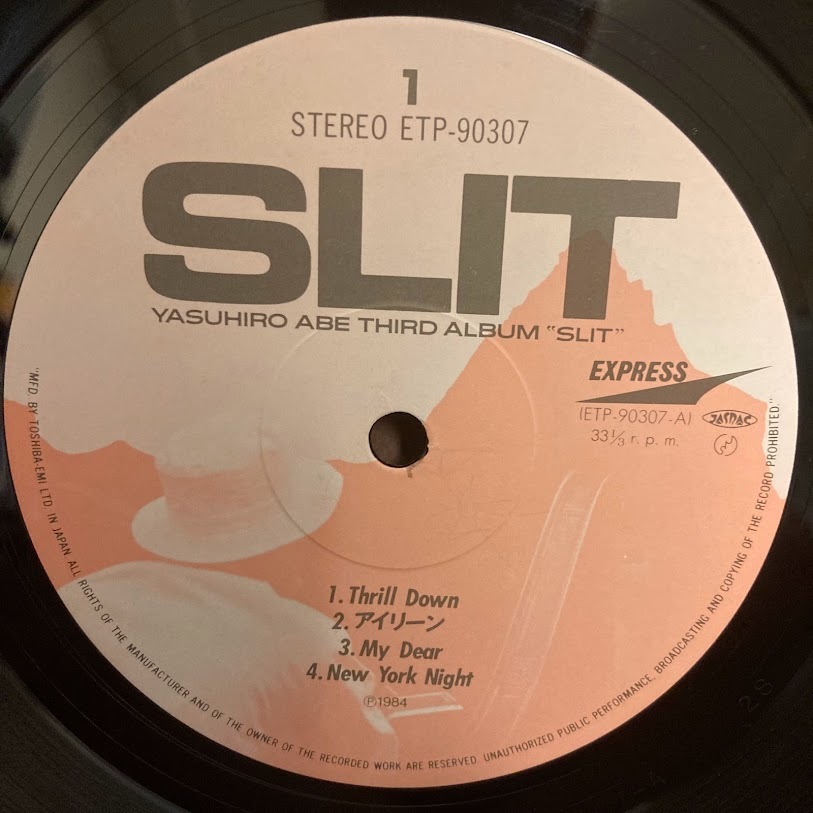 1
STEREO ETP-90307
SLIT
YASUHIRO ABE THIRD ALBUM “SLIT”
EXPRESS
(ETP-90307-A) JASRAC
33⅓ r. p. m.
1. Thrill Down
2. アイリーン
3. My Dear
4. New York Night
Ⓟ1984
"MFD. BY TOSHIBA-EMI LTD. IN JAPAN. ALL RIGHTS OF THE MANUFACTURER AND OF THE OWNER OF THE RECORDED WORK ARE RESERVED. UNAUTHORIZED PUBLIC PERFORMANCE, BROADCASTING AND COPYING OF THE RECORD PROHIBITED."